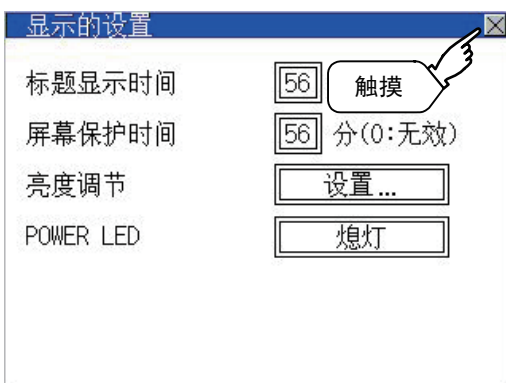 显示的设置
标题显示时间 56 触摸
屏幕保护时间 56 分(0:无效)
亮度调节 设置...
POWER LED 熄灯